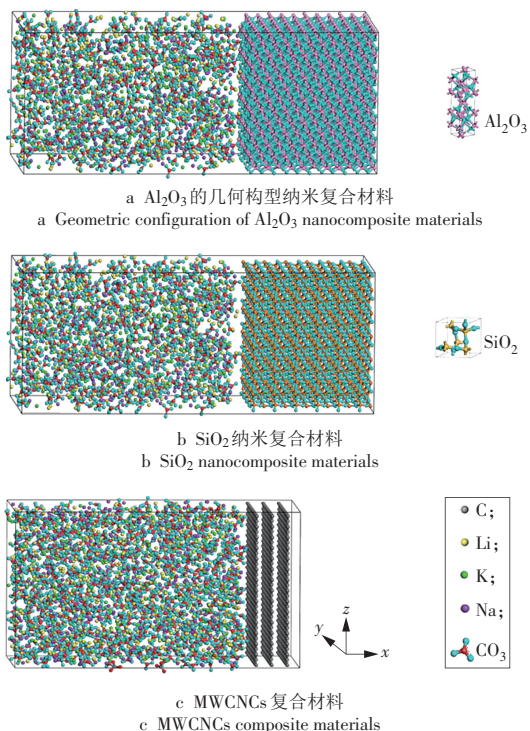 Al₂O₃
a Al₂O₃的几何构型纳米复合材料
a Geometric configuration of Al₂O₃ nanocomposite materials
SiO₂
b SiO₂纳米复合材料
b SiO₂ nanocomposite materials
C；
Li；
K；
Na；
CO₃
z
y
x
c MWCNCs复合材料
c MWCNCs composite materials